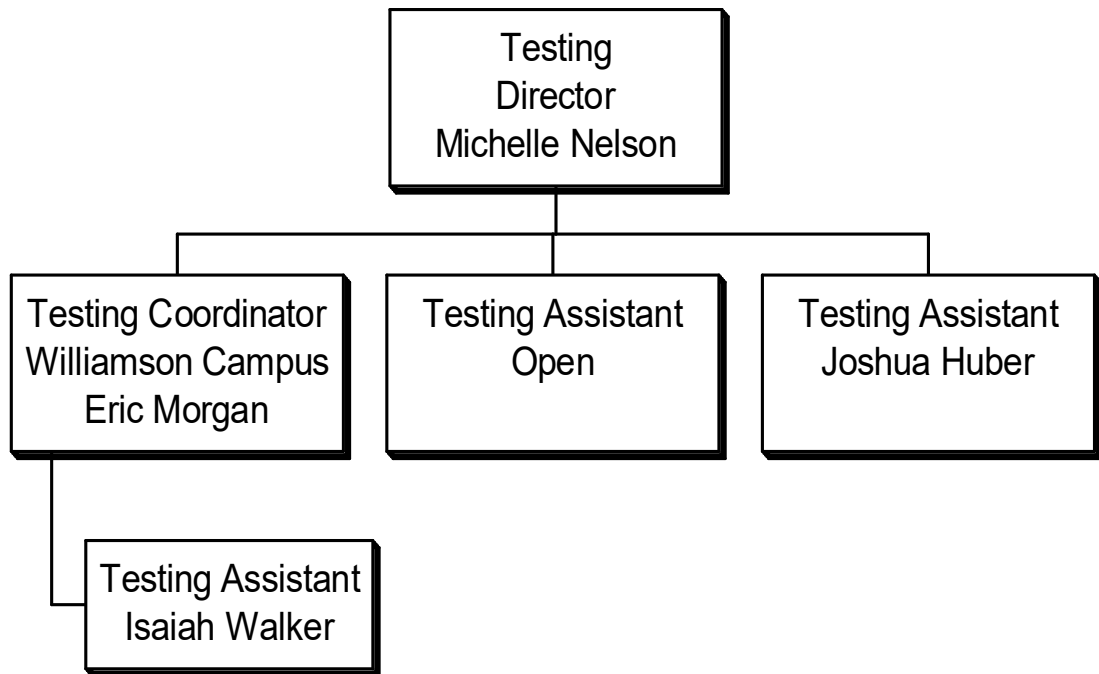 Testing
Director
Michelle Nelson
Testing Coordinator
Williamson Campus
Eric Morgan
Testing Assistant
Open
Testing Assistant
Joshua Huber
Testing Assistant
Isaiah Walker